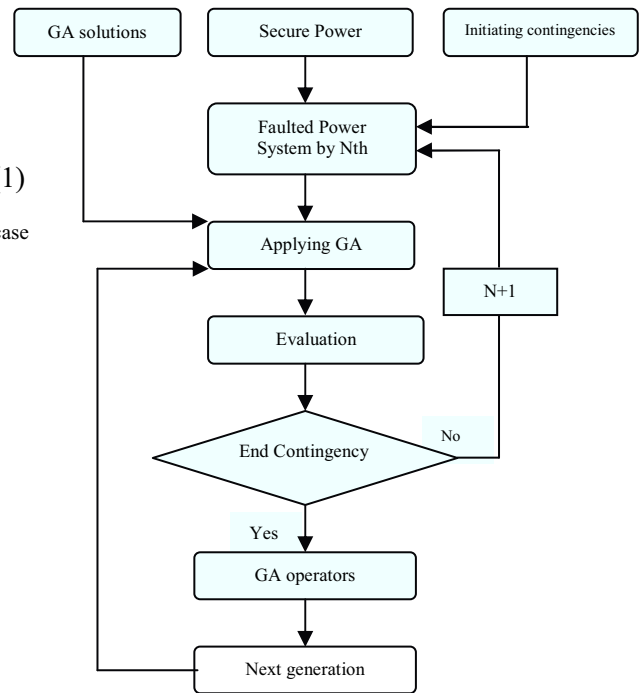 GA solutions
Secure Power
Initiating contingencies
Faulted Power
System by Nth
1)
case
Applying GA
N+1
Evaluation
No
End Contingency
Yes
GA operators
Next generation